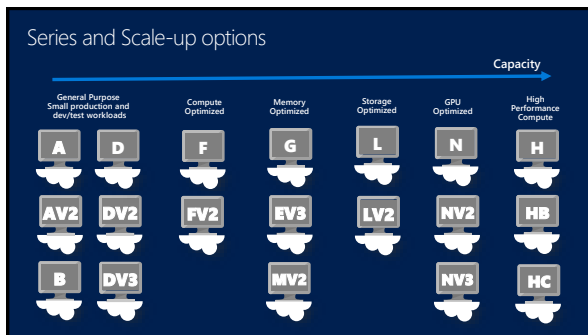 Series and Scale-up options
Capacity
General Purpose
Small production and
dev/test workloads
Compute
Optimized
Memory
Optimized
Storage
Optimized
GPU
Optimized
High
Performance
Compute
A D F G L N H
AV2 DV2 FV2 EV3 LV2 NV2 HB
B DV3 MV2 NV3 HC